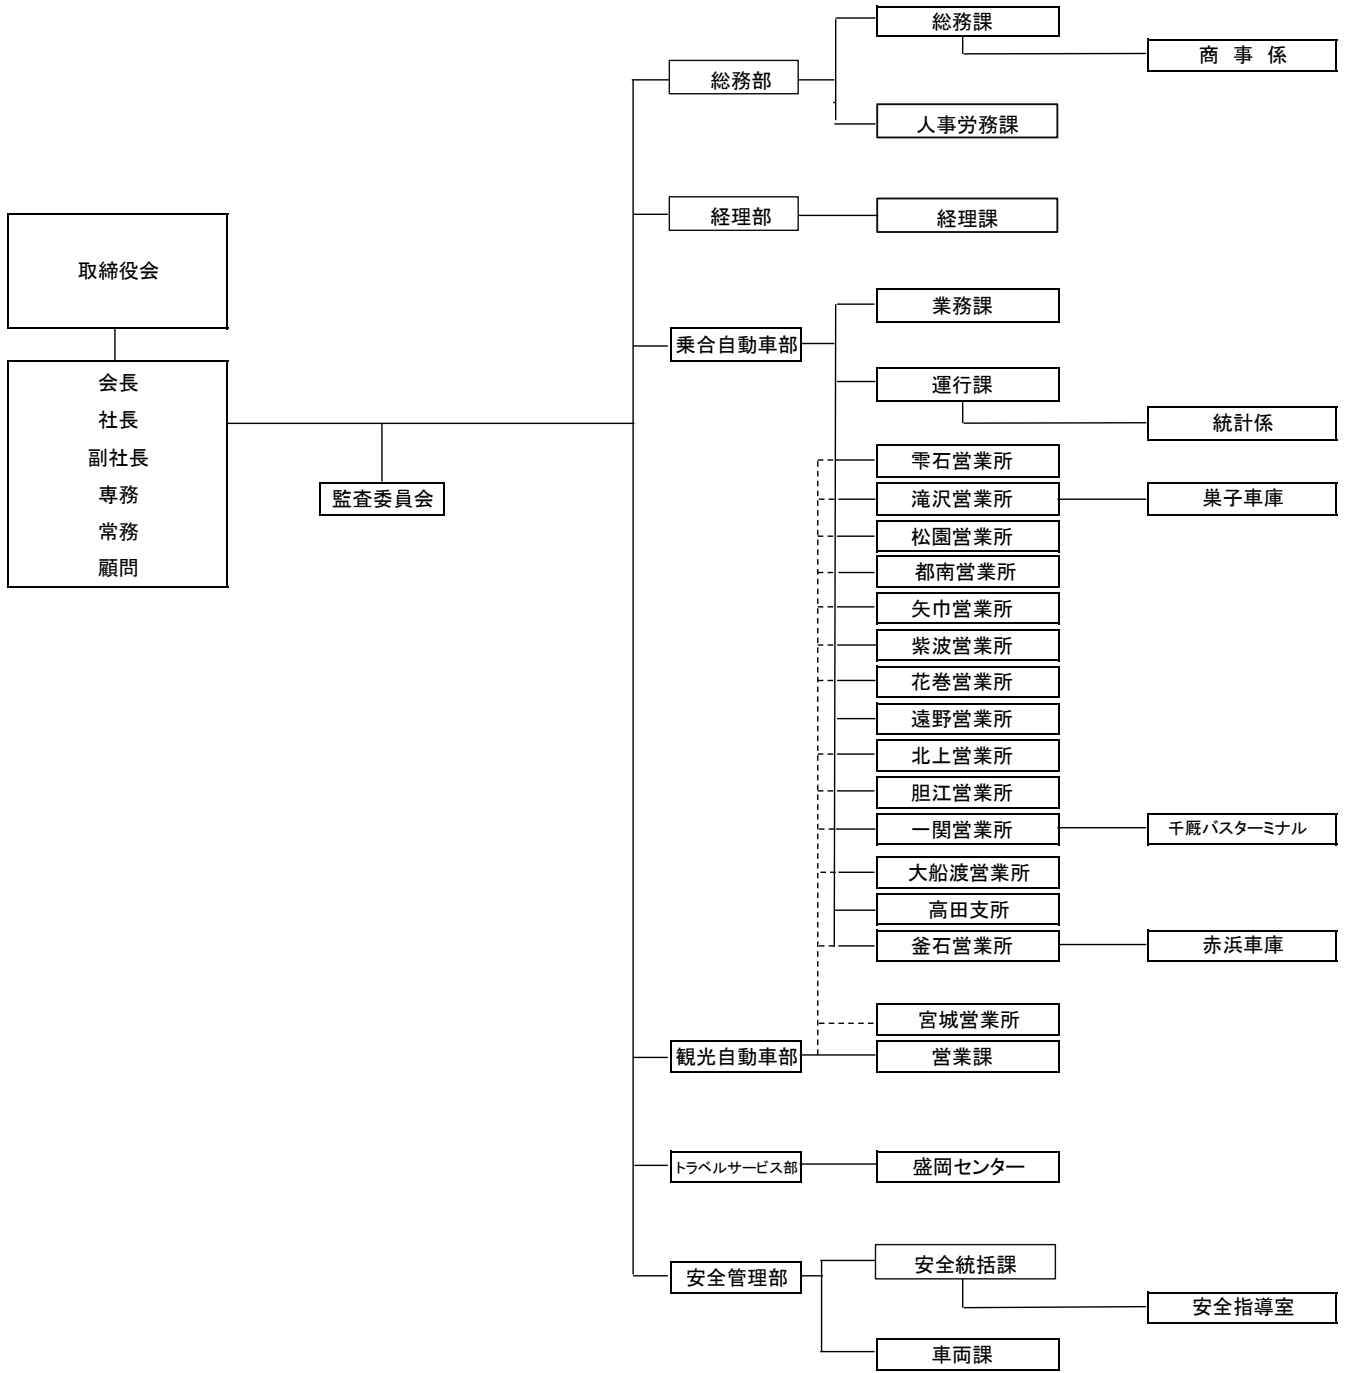 取締役会
会長
社長
副社長
専務
常務
顧問
監査委員会
総務部
総務課
商 事 係
人事労務課
経理部
経理課
乗合自動車部
業務課
運行課
統計係
雫石営業所
滝沢営業所
巣子車庫
松園営業所
都南営業所
矢巾営業所
紫波営業所
花巻営業所
遠野営業所
北上営業所
胆江営業所
一関営業所
千厩バスターミナル
大船渡営業所
高田支所
釜石営業所
赤浜車庫
宮城営業所
観光自動車部
営業課
トラベルサービス部
盛岡センター
安全管理部
安全統括課
安全指導室
車両課